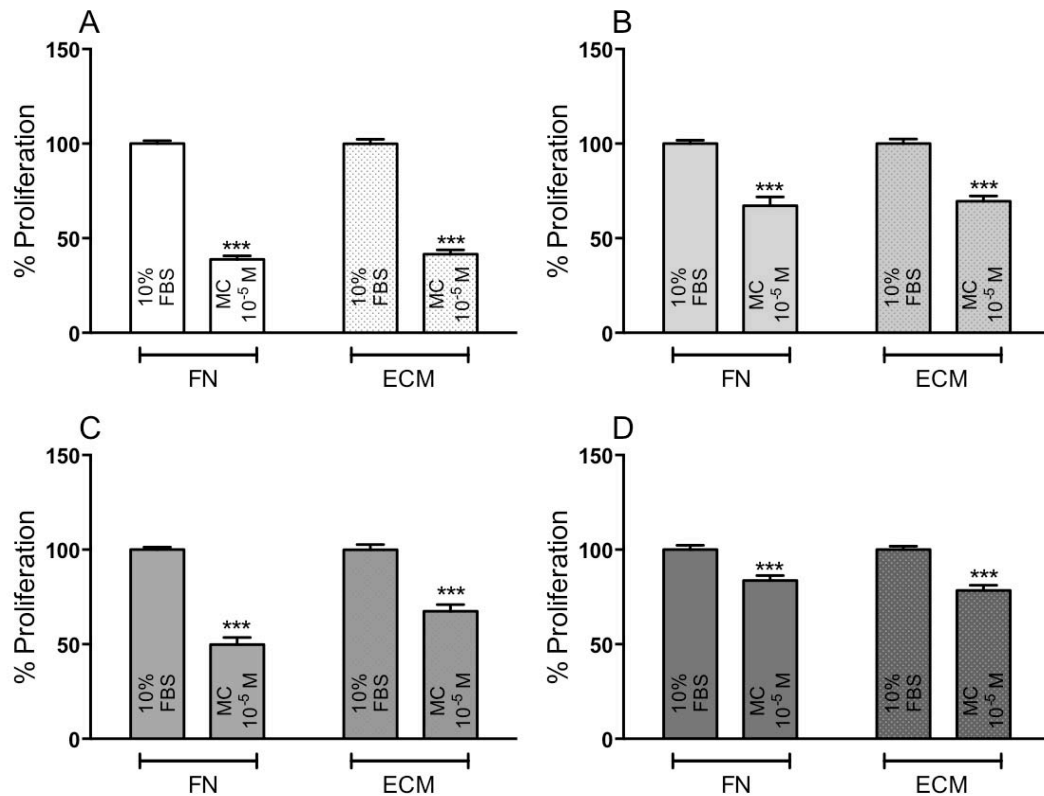 A
150
100
50
0
% Proliferation
***
***
10%
FBS
MC
10⁻⁵ M
10%
FBS
MC
10⁻⁵ M
FN
ECM
B
150
100
50
0
% Proliferation
***
***
10%
FBS
MC
10⁻⁵ M
10%
FBS
MC
10⁻⁵ M
FN
ECM
C
150
100
50
0
% Proliferation
***
***
10%
FBS
MC
10⁻⁵ M
10%
FBS
MC
10⁻⁵ M
FN
ECM
D
150
100
50
0
% Proliferation
***
***
10%
FBS
MC
10⁻⁵ M
10%
FBS
MC
10⁻⁵ M
FN
ECM